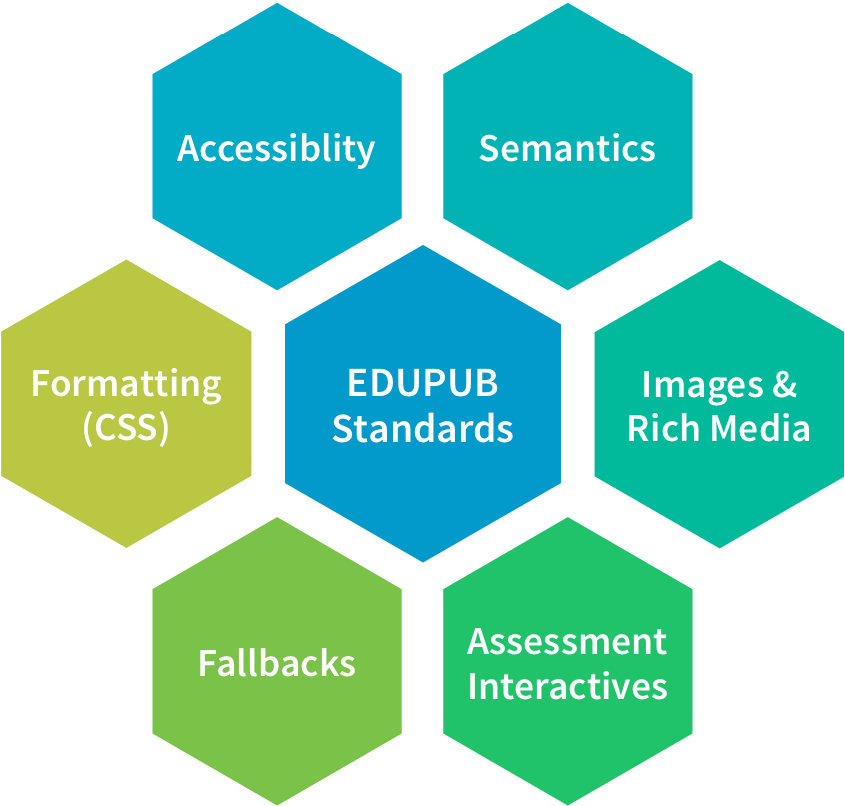 Accessiblity
Semantics
Formatting
(CSS)
EDUPUB
Standards
Images &
Rich Media
Fallbacks
Assessment
Interactives